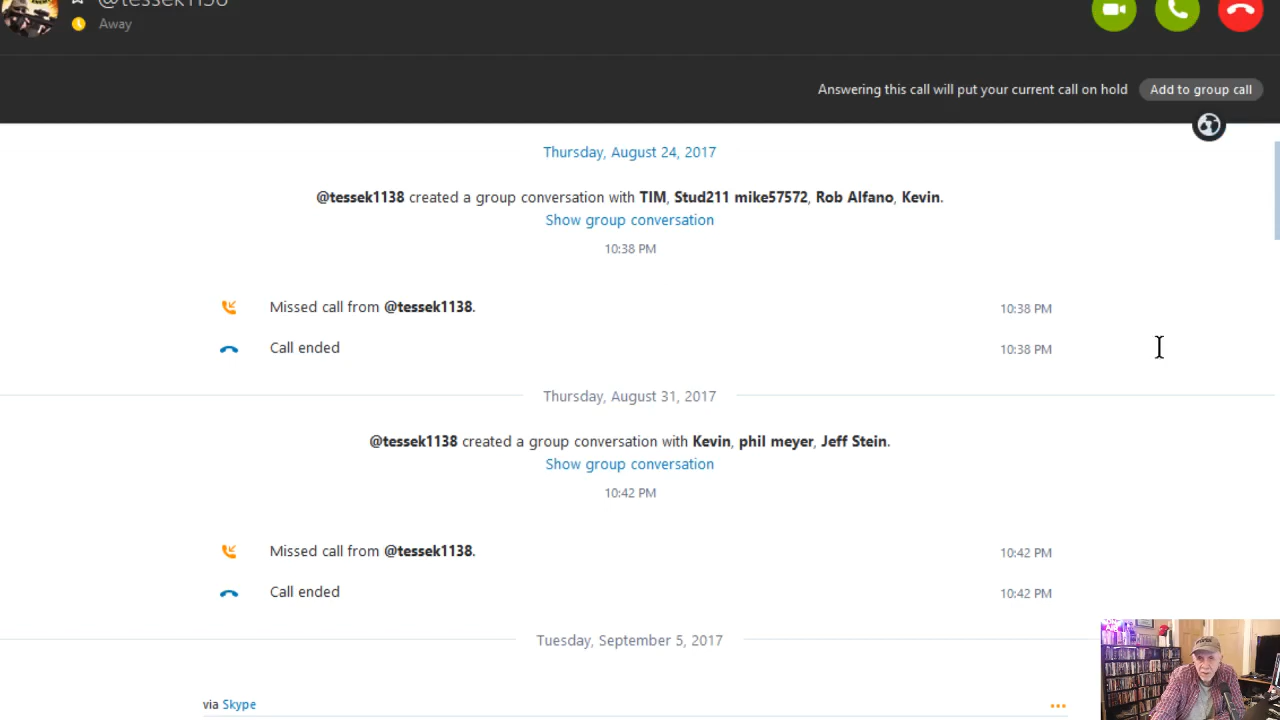 @tessek1138
Away
Answering this call will put your current call on hold
Add to group call
Thursday, August 24, 2017
@tessek1138 created a group conversation with TIM, Stud211 mike57572, Rob Alfano, Kevin.
Show group conversation
10:38 PM
Missed call from @tessek1138. 10:38 PM
Call ended 10:38 PM
Thursday, August 31, 2017
@tessek1138 created a group conversation with Kevin, phil meyer, Jeff Stein.
Show group conversation
10:42 PM
Missed call from @tessek1138. 10:42 PM
Call ended 10:42 PM
Tuesday, September 5, 2017
via Skype